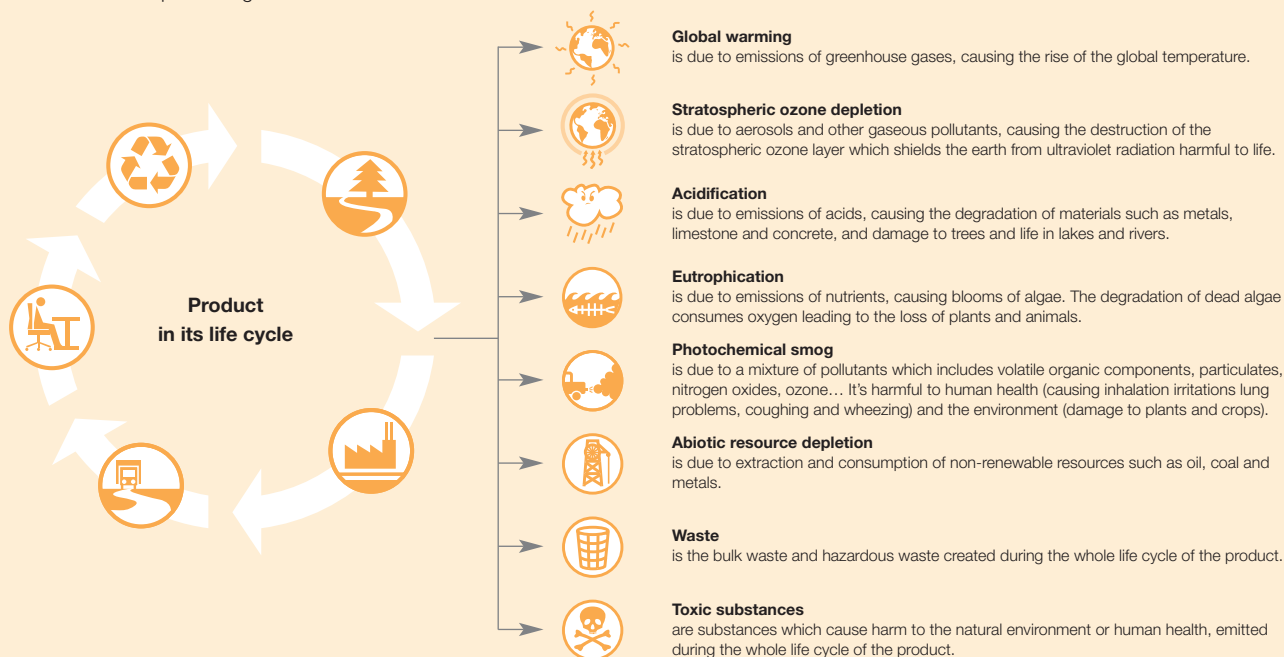 Global warming
is due to emissions of greenhouse gases, causing the rise of the global temperature.
Stratospheric ozone depletion
is due to aerosols and other gaseous pollutants, causing the destruction of the
stratospheric ozone layer which shields the earth from ultraviolet radiation harmful to life.
Acidification
is due to emissions of acids, causing the degradation of materials such as metals,
limestone and concrete, and damage to trees and life in lakes and rivers.
Eutrophication
is due to emissions of nutrients, causing blooms of algae. The degradation of dead algae
consumes oxygen leading to the loss of plants and animals.
Product
in its life cycle
Photochemical smog
is due to a mixture of pollutants which includes volatile organic components, particulates,
nitrogen oxides, ozone… It’s harmful to human health (causing inhalation irritations lung
problems, coughing and wheezing) and the environment (damage to plants and crops).
Abiotic resource depletion
is due to extraction and consumption of non-renewable resources such as oil, coal and
metals.
Waste
is the bulk waste and hazardous waste created during the whole life cycle of the product.
Toxic substances
are substances which cause harm to the natural environment or human health, emitted
during the whole life cycle of the product.